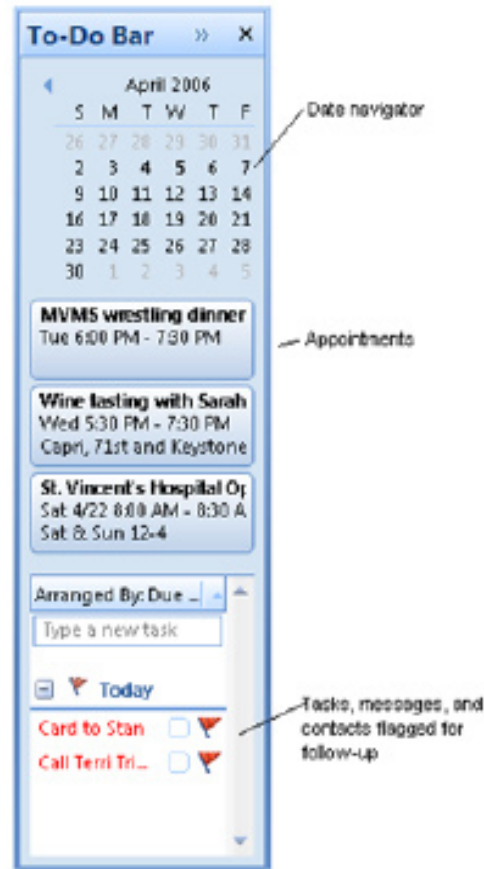 To-Do Bar » ×
April 2006
S M T W T F
26 27 28 29 30 31
2 3 4 5 6 7
9 10 11 12 13 14
16 17 18 19 20 21
23 24 25 26 27 28
30 1 2 3 4 5
Date navigator
MVMS wrestling dinner
Tue 6:00 PM - 7:30 PM
Appointments
Wine tasting with Sarah
Wed 5:30 PM - 7:30 PM
Capri, 71st and Keystone
St. Vincent's Hospital Op
Sat 4/22 8:00 AM - 8:30 A
Sat & Sun 12-4
Arranged By: Due ...
Type a new task
Today
Card to Stan
Call Terri Tri...
Tasks, messages, and
contacts flagged for
follow-up